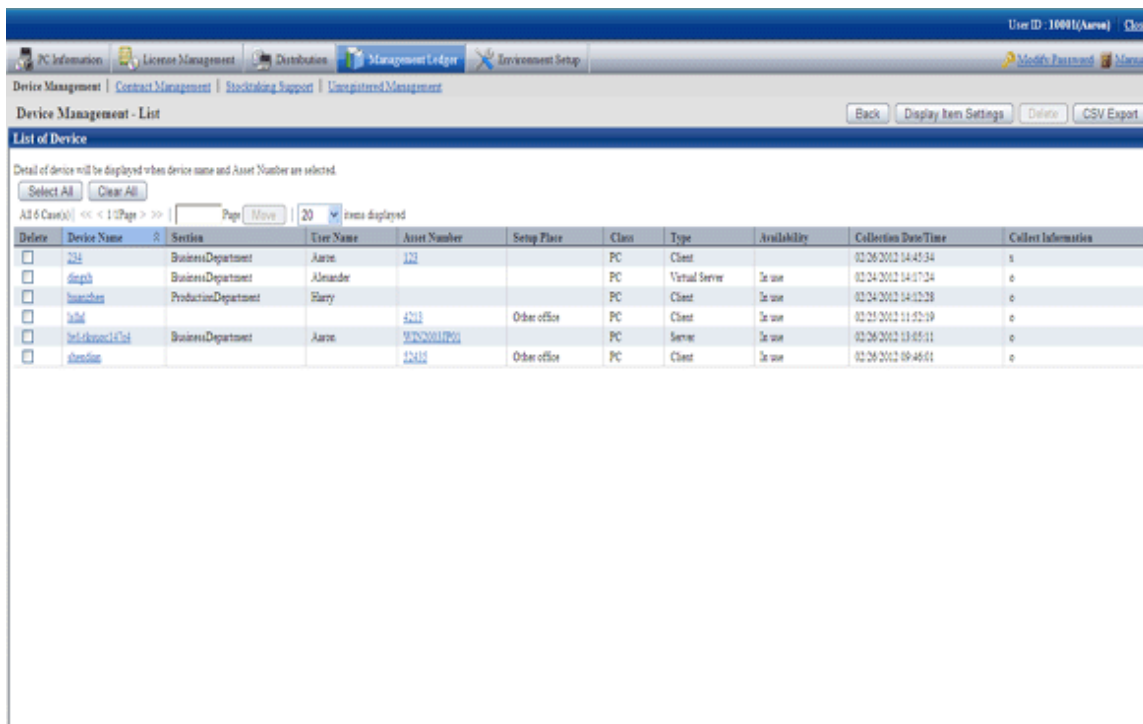 User ID : 10001(Aaron) Clos
PC Infomation License Management Distribution Management Ledger Environment Setup Modify Password Manua
Device Management | Contract Management | Stocktaking Support | Unregistered Management
Device Management - List Back Display Item Settings Delete CSV Export
List of Device
Detail of device will be displayed when device name and Asset Number are selected.
Select All Clear All
All 6 Case(s)| << < 1/1Page > >> | Page Move | 20 items displayed
Delete Device Name Section User Name Asset Number Setup Place Class Type Availability Collection Date/Time Collect Information
234 BusinessDepartment Aaron 123 PC Client 02/26/2012 14:45:34 x
BusinessDepartment Alexander PC Virtual Server In use 02/24/2012 14:17:24 o
ProductionDepartment Harry PC Client In use 02/24/2012 14:12:28 o
4213 Other office PC Client In use 02/25/2012 11:52:19 o
BusinessDepartment Aaron PC Server In use 02/26/2012 13:05:11 o
shendian 12435 Other office PC Client In use 02/26/2012 09:46:01 o